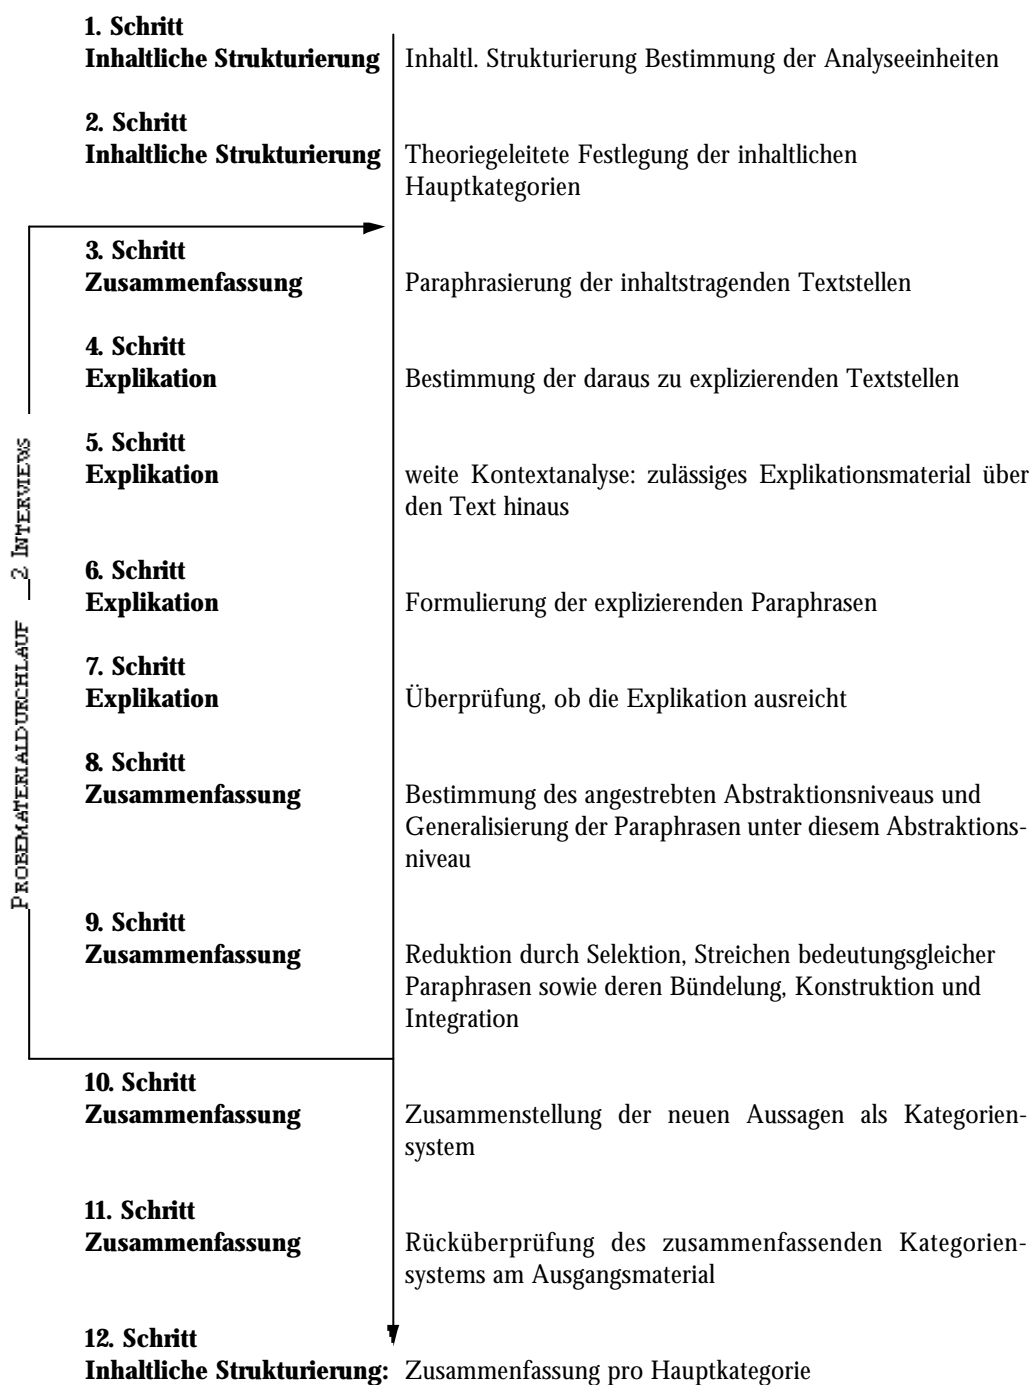 1. Schritt
Inhaltliche Strukturierung Inhaltl. Strukturierung Bestimmung der Analyseeinheiten
2. Schritt
Inhaltliche Strukturierung Theoriegeleitete Festlegung der inhaltlichen
Hauptkategorien
3. Schritt
Zusammenfassung Paraphrasierung der inhaltstragenden Textstellen
4. Schritt
Explikation Bestimmung der daraus zu explizierenden Textstellen
5. Schritt
Explikation weite Kontextanalyse: zulässiges Explikationsmaterial über
den Text hinaus
6. Schritt
Explikation Formulierung der explizierenden Paraphrasen
7. Schritt
Explikation Überprüfung, ob die Explikation ausreicht
8. Schritt
Zusammenfassung Bestimmung des angestrebten Abstraktionsniveaus und
Generalisierung der Paraphrasen unter diesem Abstraktions-
niveau
9. Schritt
Zusammenfassung Reduktion durch Selektion, Streichen bedeutungsgleicher
Paraphrasen sowie deren Bündelung, Konstruktion und
Integration
10. Schritt
Zusammenfassung Zusammenstellung der neuen Aussagen als Kategorien-
system
11. Schritt
Zusammenfassung Rücküberprüfung des zusammenfassenden Kategorien-
systems am Ausgangsmaterial
12. Schritt
Inhaltliche Strukturierung: Zusammenfassung pro Hauptkategorie
PROBEMATERIALDURCHLAUF _2 INTERVIEWS